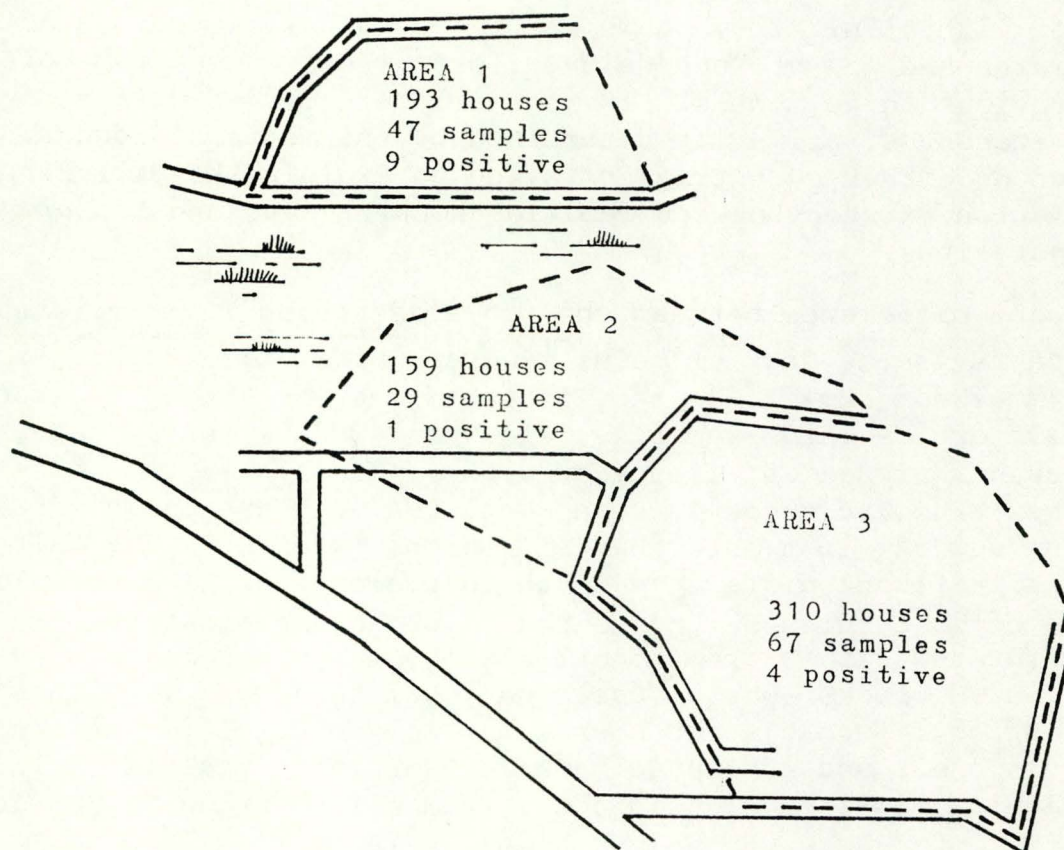 AREA 1
193 houses
47 samples
9 positive
AREA 2
159 houses
29 samples
1 positive
AREA 3
310 houses
67 samples
4 positive